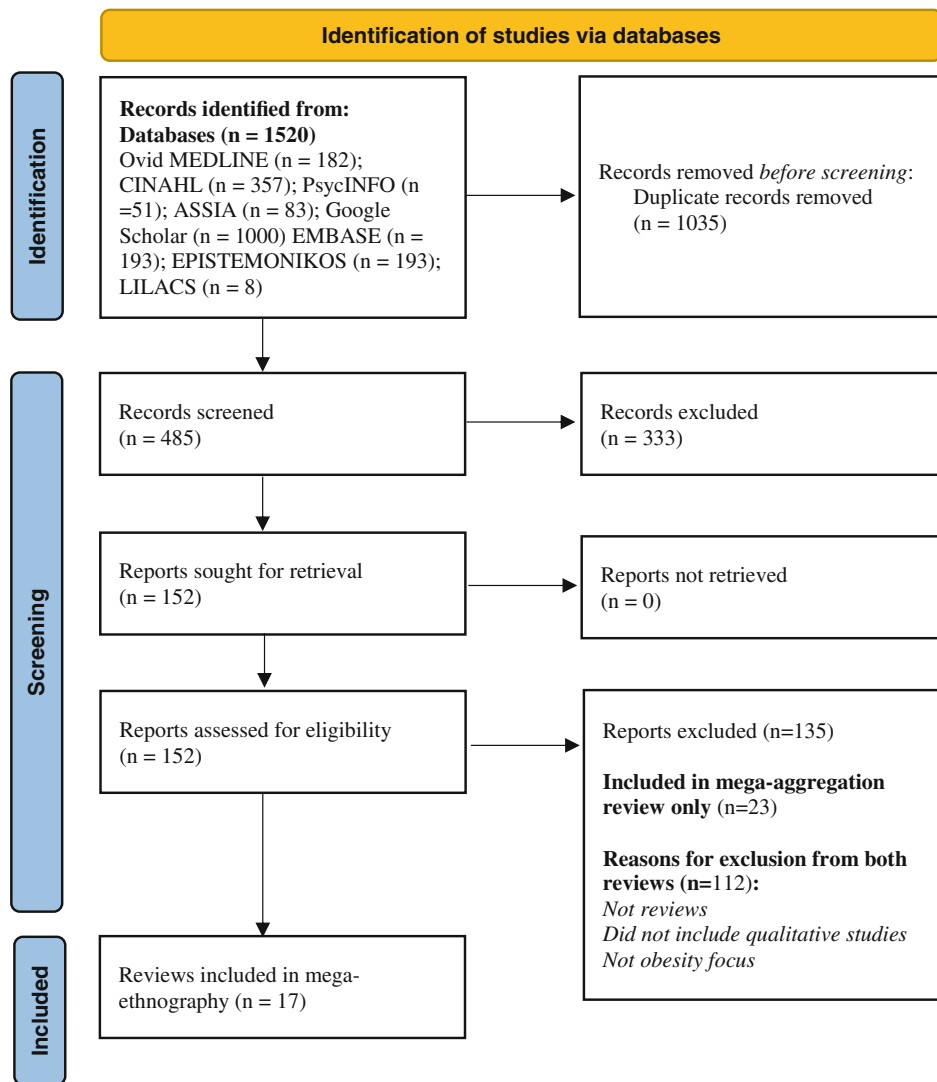 Identification of studies via databases
Identification
Records identified from:
Databases (n = 1520)
Ovid MEDLINE (n = 182);
CINAHL (n = 357); PsycINFO (n
=51); ASSIA (n = 83); Google
Scholar (n = 1000) EMBASE (n =
193); EPISTEMONIKOS (n = 193);
LILACS (n = 8)
Records removed before screening:
Duplicate records removed
(n = 1035)
Screening
Records screened
(n = 485)
Records excluded
(n = 333)
Reports sought for retrieval
(n = 152)
Reports not retrieved
(n = 0)
Reports assessed for eligibility
(n = 152)
Reports excluded (n=135)
Included in mega-aggregation
review only (n=23)
Reasons for exclusion from both
reviews (n=112):
Not reviews
Did not include qualitative studies
Not obesity focus
Included
Reviews included in mega-
ethnography (n = 17)